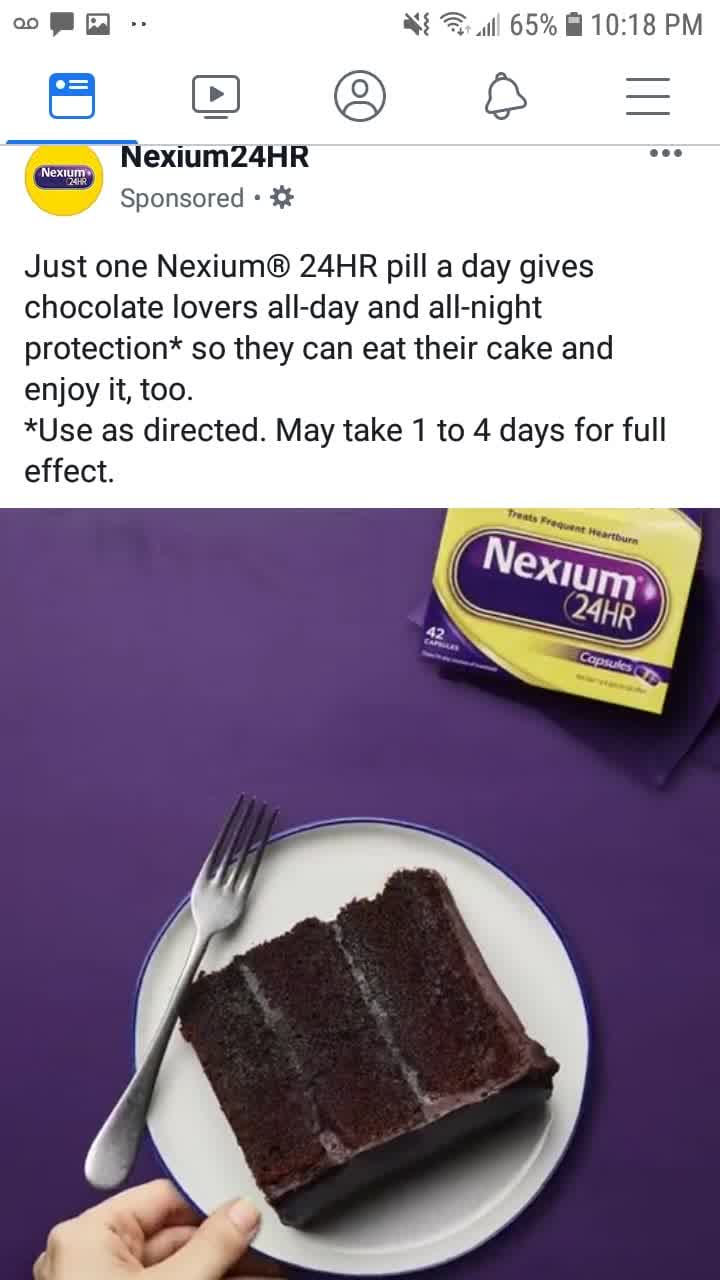 65% 10:18 PM
Nexium24HR
Nexium
24HR
Sponsored •
Just one Nexium® 24HR pill a day gives
chocolate lovers all-day and all-night
protection* so they can eat their cake and
enjoy it, too.
*Use as directed. May take 1 to 4 days for full
effect.
Treats Frequent Heartburn
Nexium
24HR
42
CAPSULES
Capsules